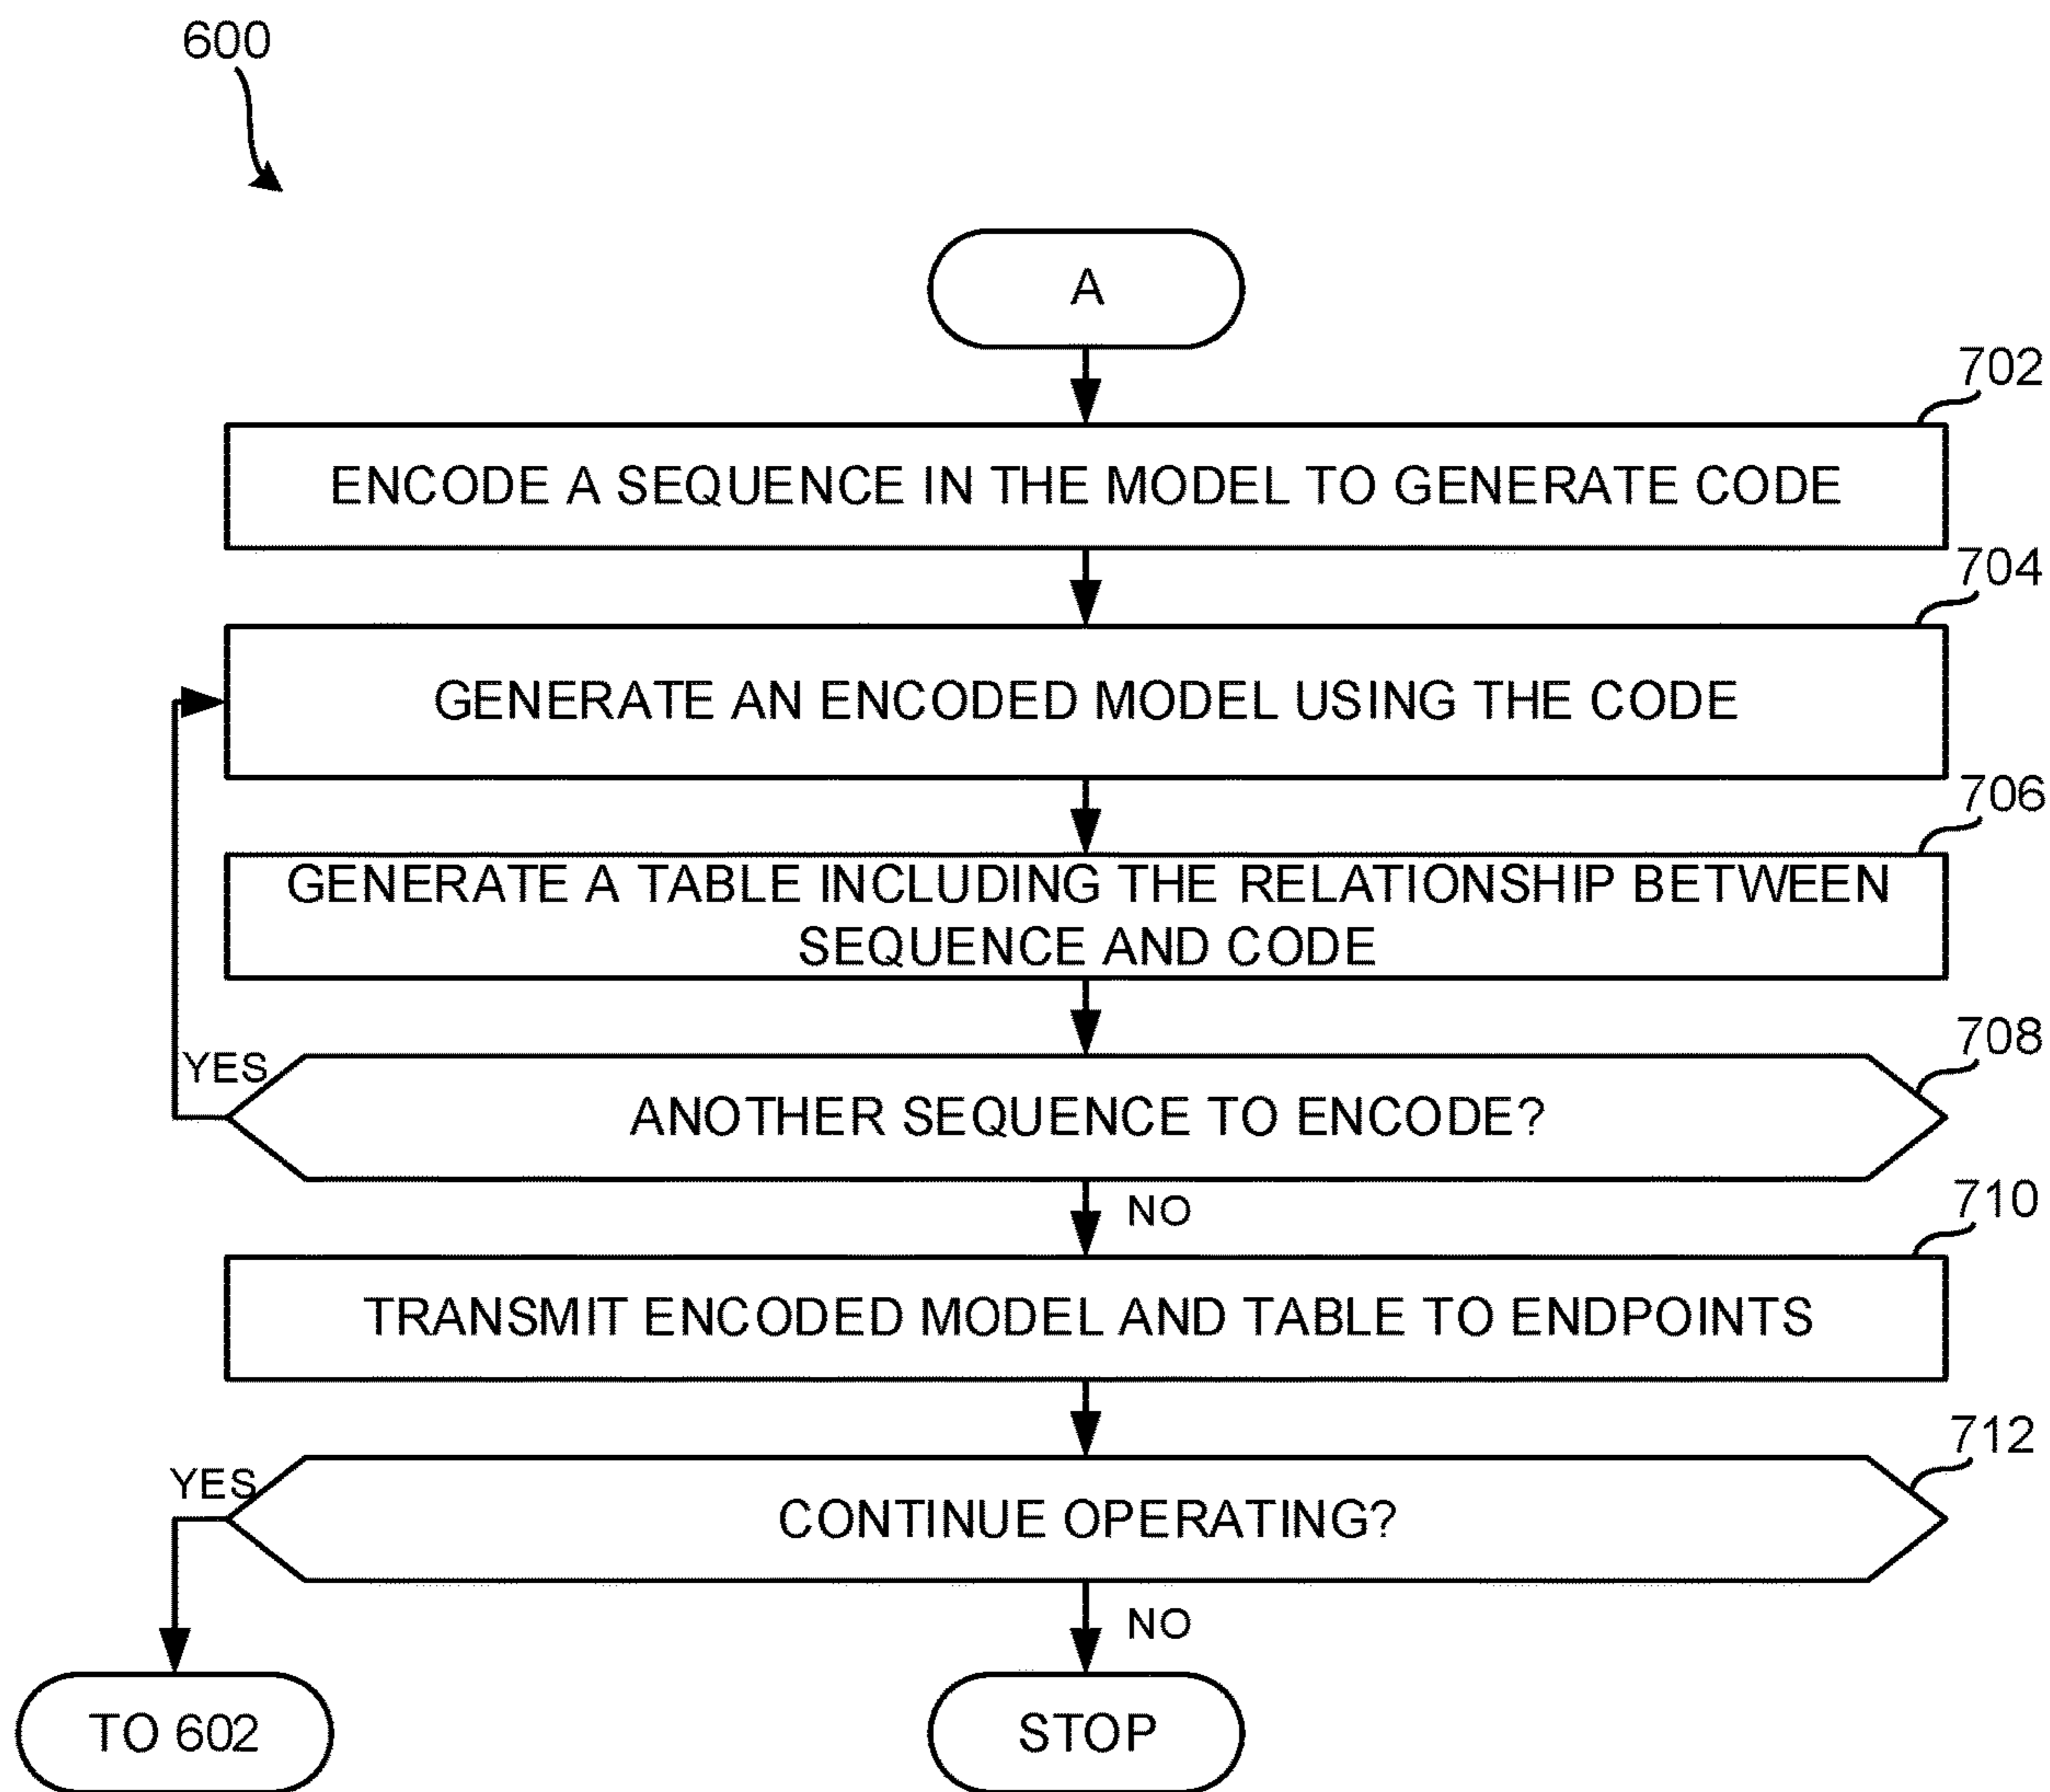 600
A
702
ENCODE A SEQUENCE IN THE MODEL TO GENERATE CODE
704
GENERATE AN ENCODED MODEL USING THE CODE
706
GENERATE A TABLE INCLUDING THE RELATIONSHIP BETWEEN
SEQUENCE AND CODE
708
YES
ANOTHER SEQUENCE TO ENCODE?
NO
710
TRANSMIT ENCODED MODEL AND TABLE TO ENDPOINTS
712
YES
CONTINUE OPERATING?
NO
TO 602
STOP